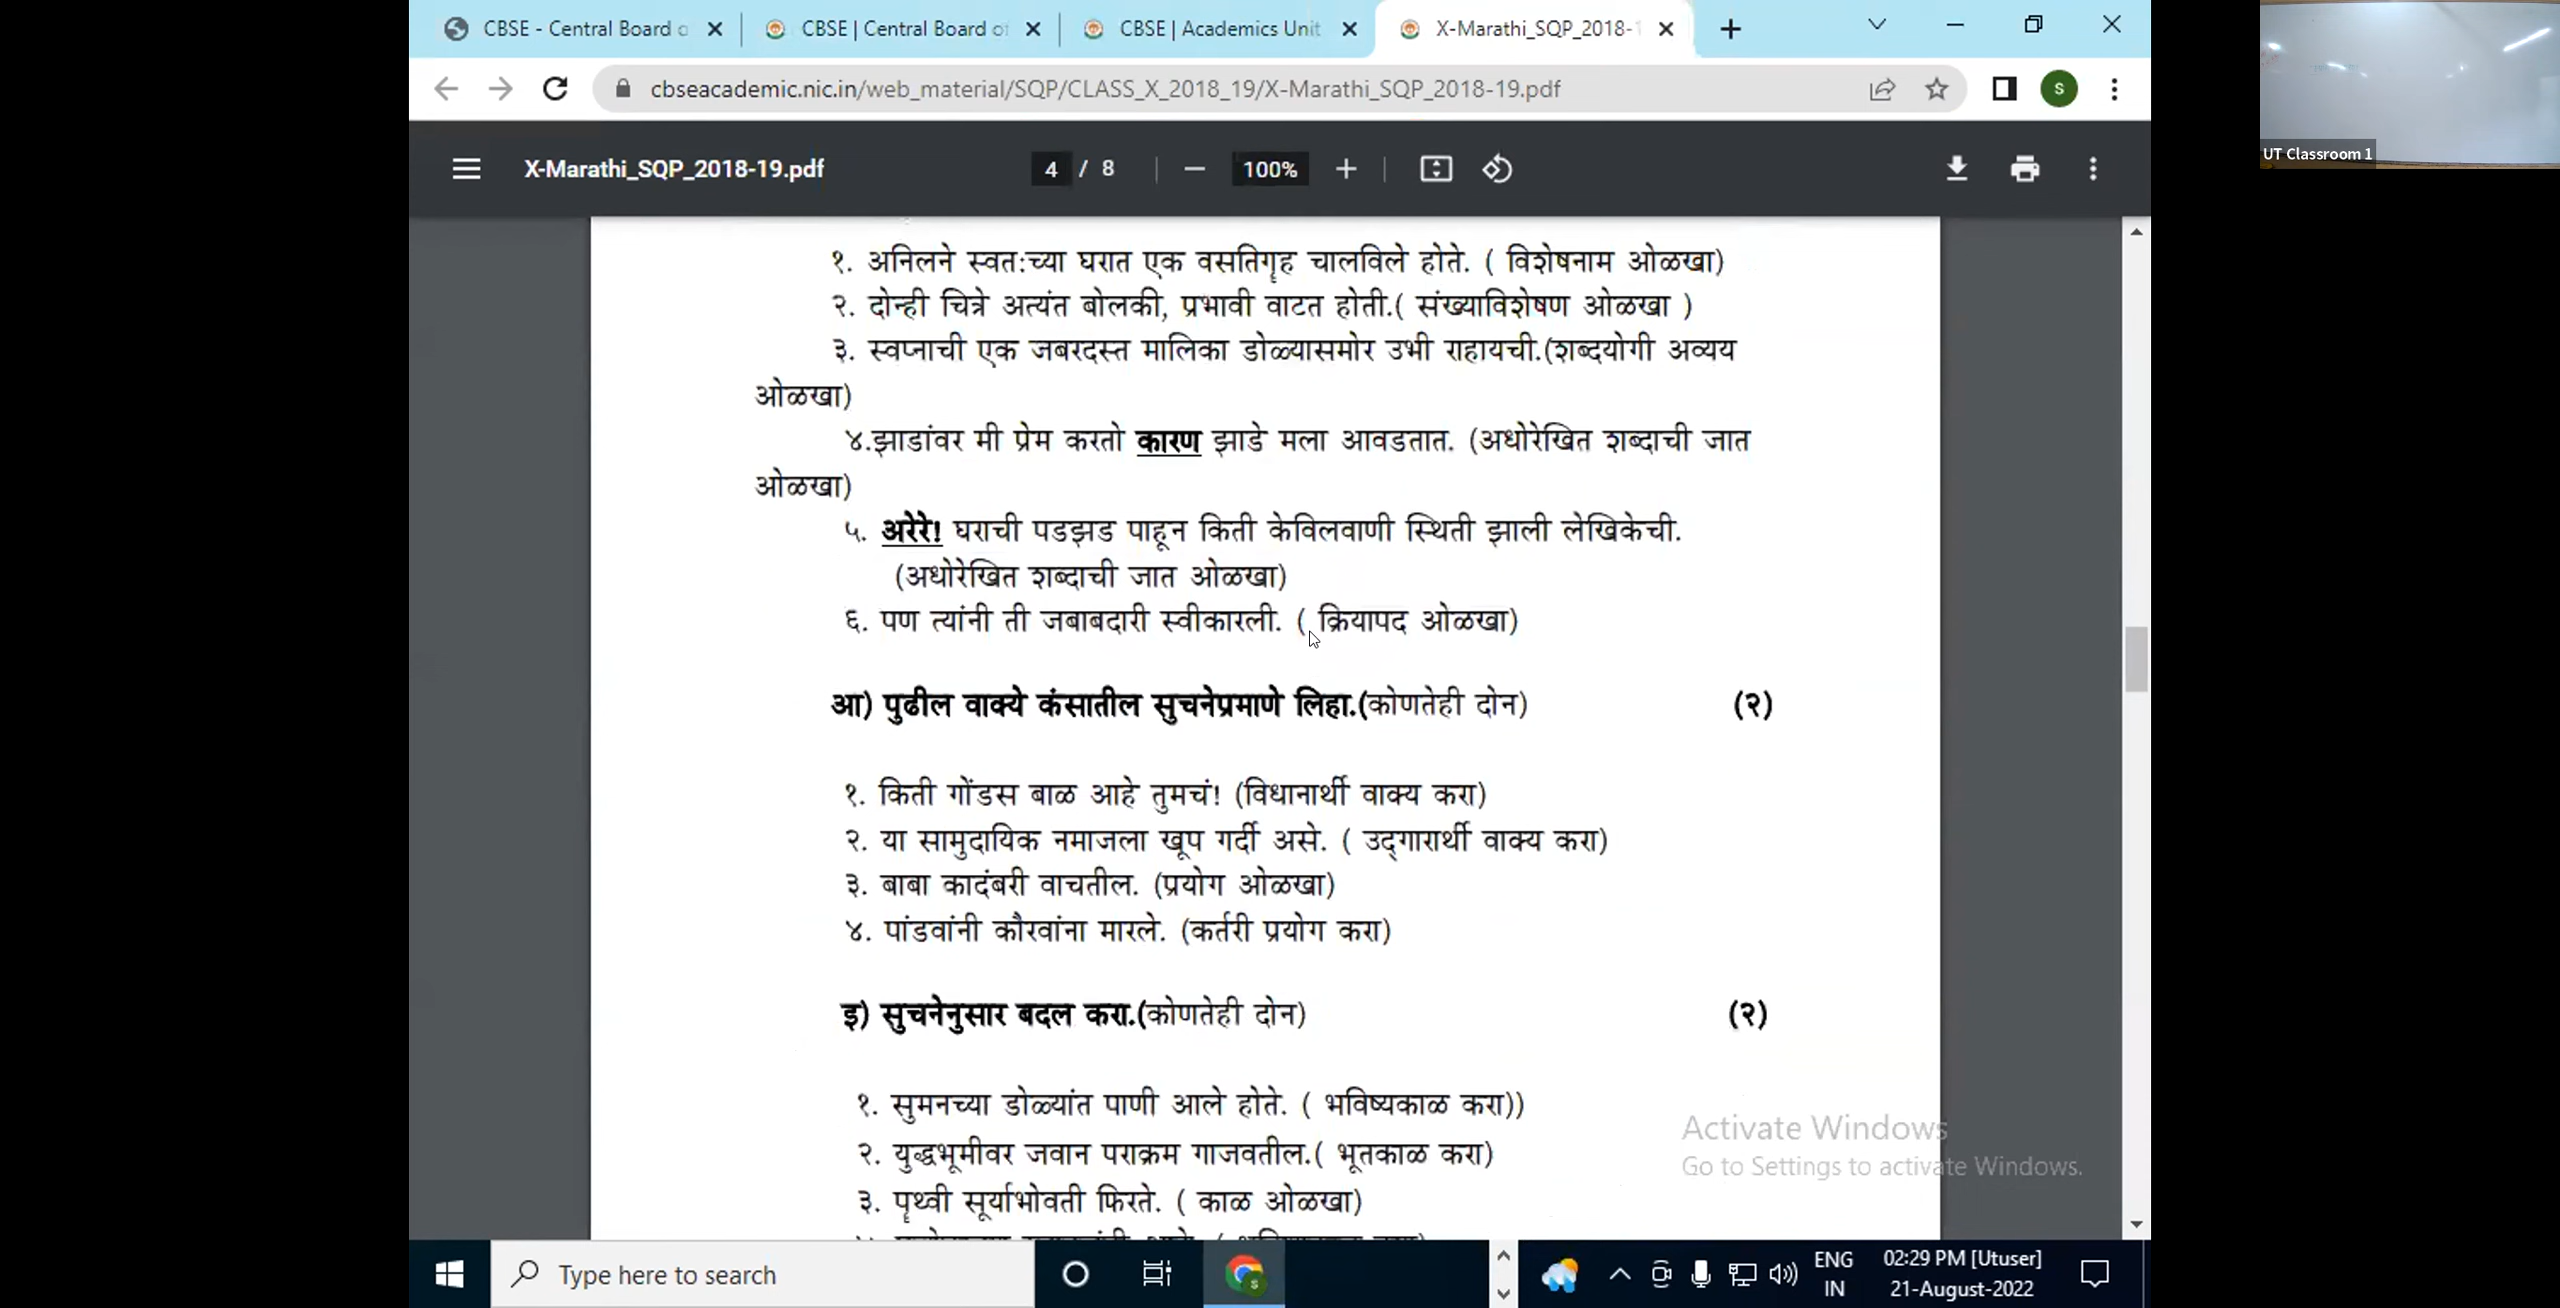 CBSE - Central Board o
CBSE | Central Board of
CBSE | Academics Unit
X-Marathi_SQP_2018-1
cbseacademic.nic.in/web_material/SQP/CLASS_X_2018_19/X-Marathi_SQP_2018-19.pdf
S
UT Classroom 1
X-Marathi_SQP_2018-19.pdf
4 / 8
100%
१. अनिलने स्वतःच्या घरात एक वसतिगृह चालविले होते. ( विशेषनाम ओळखा)
२. दोन्ही चित्रे अत्यंत बोलकी, प्रभावी वाटत होती.( संख्याविशेषण ओळखा )
३. स्वप्नाची एक जबरदस्त मालिका डोळ्यासमोर उभी राहायची.(शब्दयोगी अव्यय
ओळखा)
४.झाडांवर मी प्रेम करतो कारण झाडे मला आवडतात. (अधोरेखित शब्दाची जात
ओळखा)
५. अरेरे! घराची पडझड पाहून किती केविलवाणी स्थिती झाली लेखिकेची.
(अधोरेखित शब्दाची जात ओळखा)
६. पण त्यांनी ती जबाबदारी स्वीकारली. ( क्रियापद ओळखा)
आ) पुढील वाक्ये कंसातील सुचनेप्रमाणे लिहा.(कोणतेही दोन) (२)
१. किती गोंडस बाळ आहे तुमचं! (विधानार्थी वाक्य करा)
२. या सामुदायिक नमाजला खूप गर्दी असे. ( उद्‌गारार्थी वाक्य करा)
३. बाबा कादंबरी वाचतील. (प्रयोग ओळखा)
४. पांडवांनी कौरवांना मारले. (कर्तरी प्रयोग करा)
इ) सुचनेनुसार बदल करा.(कोणतेही दोन) (२)
१. सुमनच्या डोळ्यांत पाणी आले होते. ( भविष्यकाळ करा))
२. युद्धभूमीवर जवान पराक्रम गाजवतील.( भूतकाळ करा)
३. पृथ्वी सूर्याभोवती फिरते. ( काळ ओळखा)
Activate Windows
Go to Settings to activate Windows.
Type here to search
ENG
IN
02:29 PM [Utuser]
21-August-2022